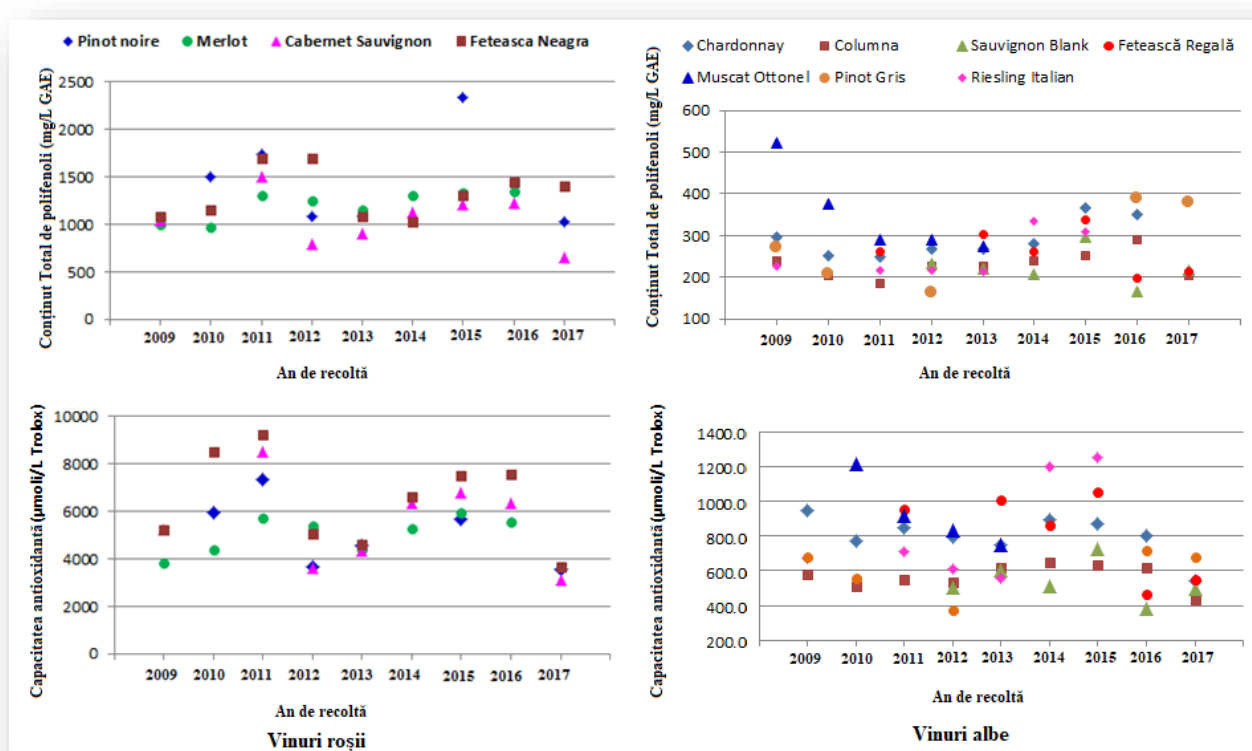 Pinot noire Merlot Cabernet Sauvignon Feteasca Neagra
Conținut Total de polifenoli (mg/L GAE)
2500
2000
1500
1000
500
0
2009 2010 2011 2012 2013 2014 2015 2016 2017
An de recoltă
Chardonnay Columna Sauvignon Blank Fetească Regală
Muscat Ottonel Pinot Gris Riesling Italian
Conținut Total de polifenoli (mg/L GAE)
600
500
400
300
200
100
2009 2010 2011 2012 2013 2014 2015 2016 2017
An de recoltă
Capacitatea antioxidantă (µmoli/L Trolox)
10000
8000
6000
4000
2000
0
2009 2010 2011 2012 2013 2014 2015 2016 2017
An de recoltă
Vinuri roșii
Capacitatea antioxidantă (µmoli/L Trolox)
1400.0
1200.0
1000.0
800.0
600.0
400.0
200.0
2009 2010 2011 2012 2013 2014 2015 2016 2017
An de recoltă
Vinuri albe